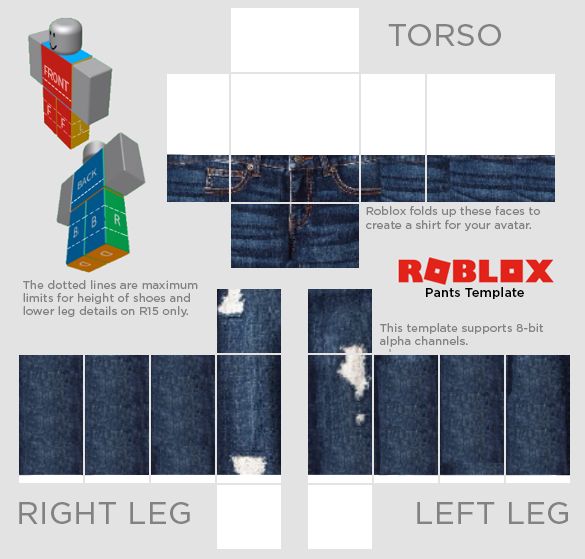 TORSO
FRONT
F F L
BACK
B B R
D D
Roblox folds up these faces to
create a shirt for your avatar.
The dotted lines are maximum
limits for height of shoes and
lower leg details on R15 only.
ROBLOX
Pants Template
This template supports 8-bit
alpha channels.
RIGHT LEG
LEFT LEG